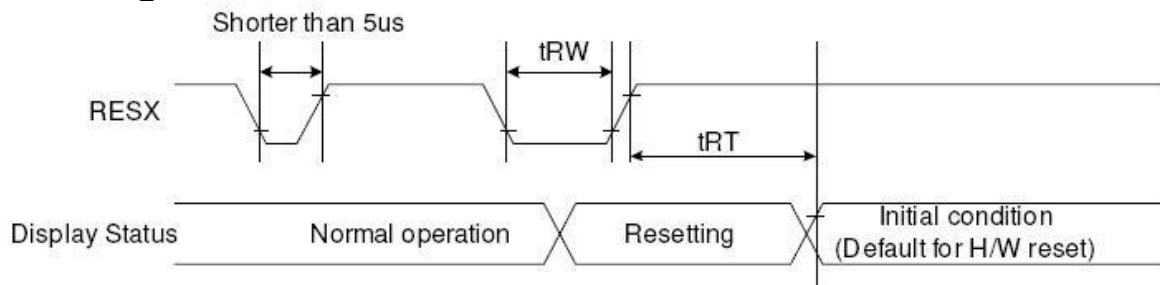 Shorter than 5us
tRW
RESX
tRT
Display Status
Normal operation
Resetting
Initial condition
(Default for H/W reset)